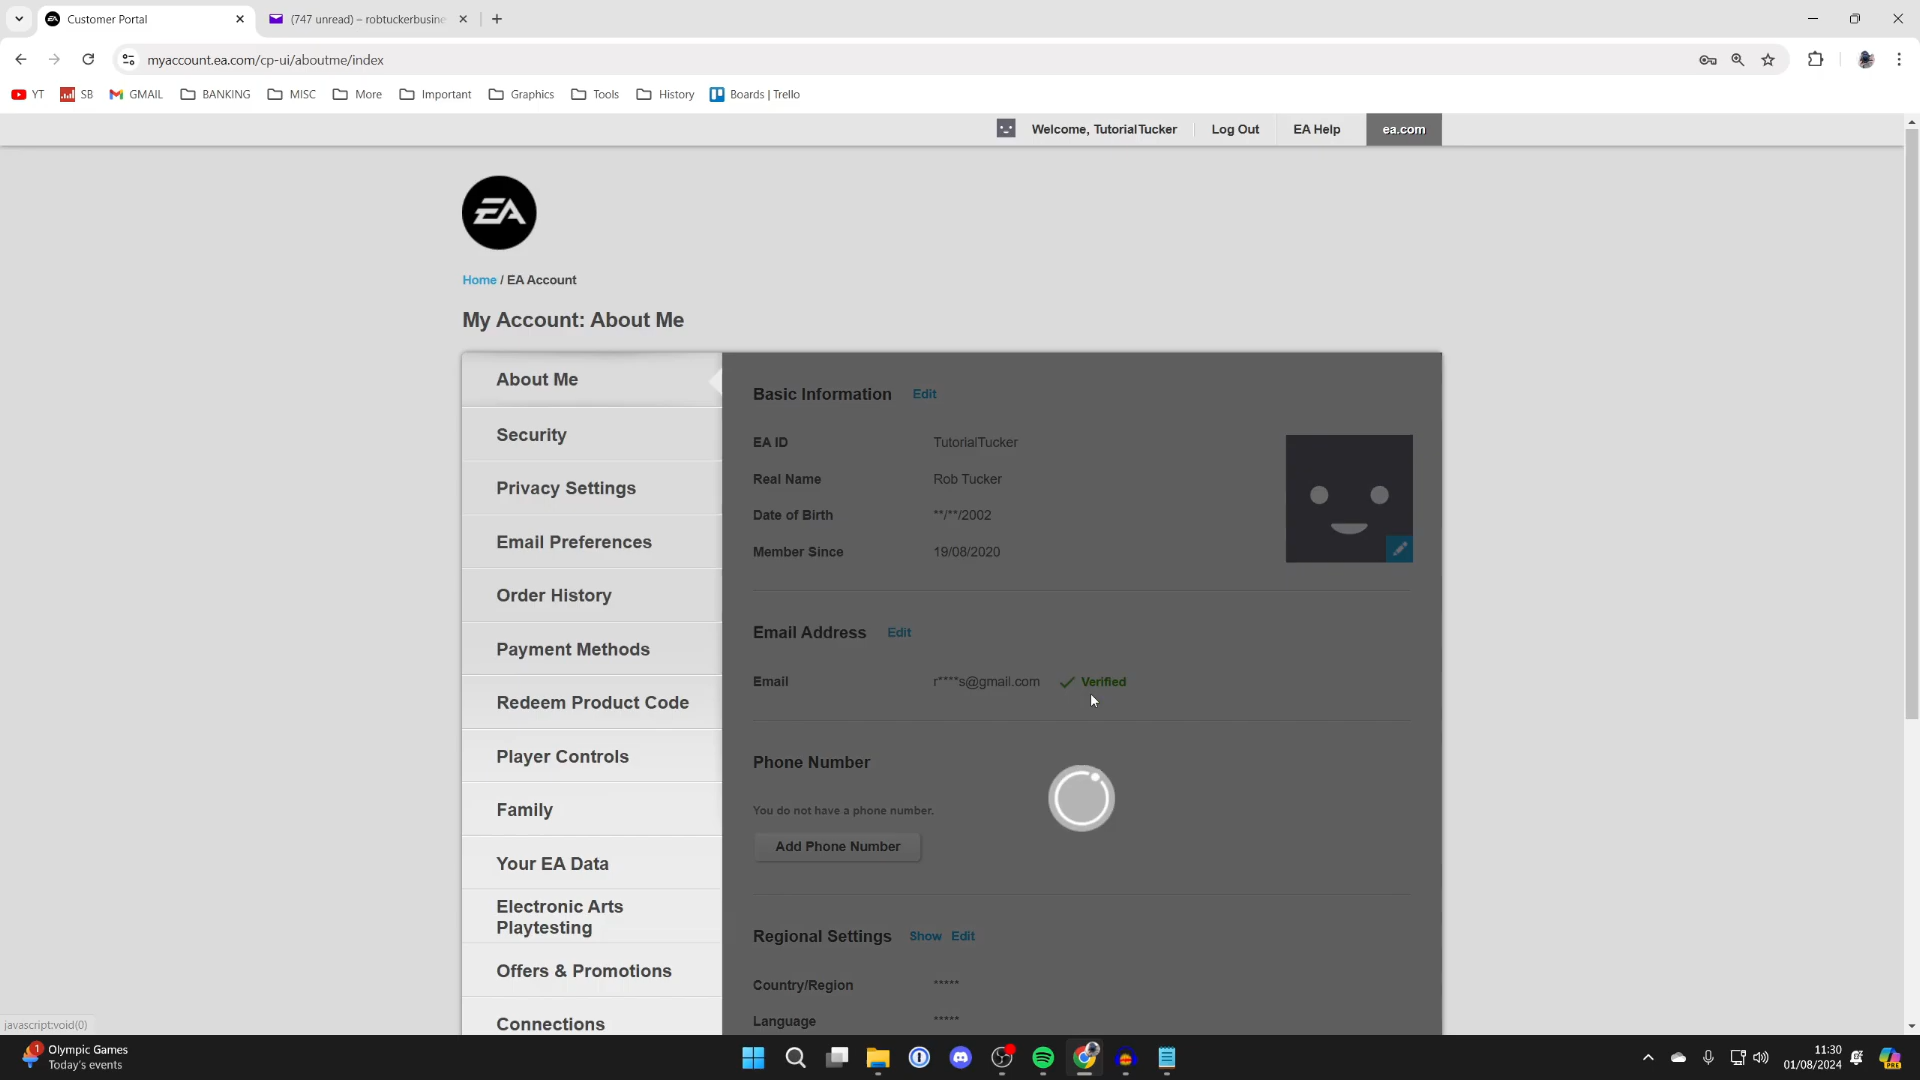 Customer Portal
(747 unread) – robtuckerbusine
myaccount.ea.com/cp-ui/aboutme/index
YT SB GMAIL BANKING MISC More Important Graphics Tools History Boards | Trello
Welcome, TutorialTucker Log Out EA Help ea.com
EA
Home / EA Account
My Account: About Me
About Me
Security
Privacy Settings
Email Preferences
Order History
Payment Methods
Redeem Product Code
Player Controls
Family
Your EA Data
Electronic Arts
Playtesting
Offers & Promotions
Connections
Basic Information Edit
EA ID TutorialTucker
Real Name Rob Tucker
Date of Birth **/**/2002
Member Since 19/08/2020
Email Address Edit
Email r****s@gmail.com Verified
Phone Number
You do not have a phone number.
Add Phone Number
Regional Settings Show Edit
Country/Region *****
Language *****
javascript:void(0)
1
Olympic Games
Today's events
11:30
01/08/2024
PRE